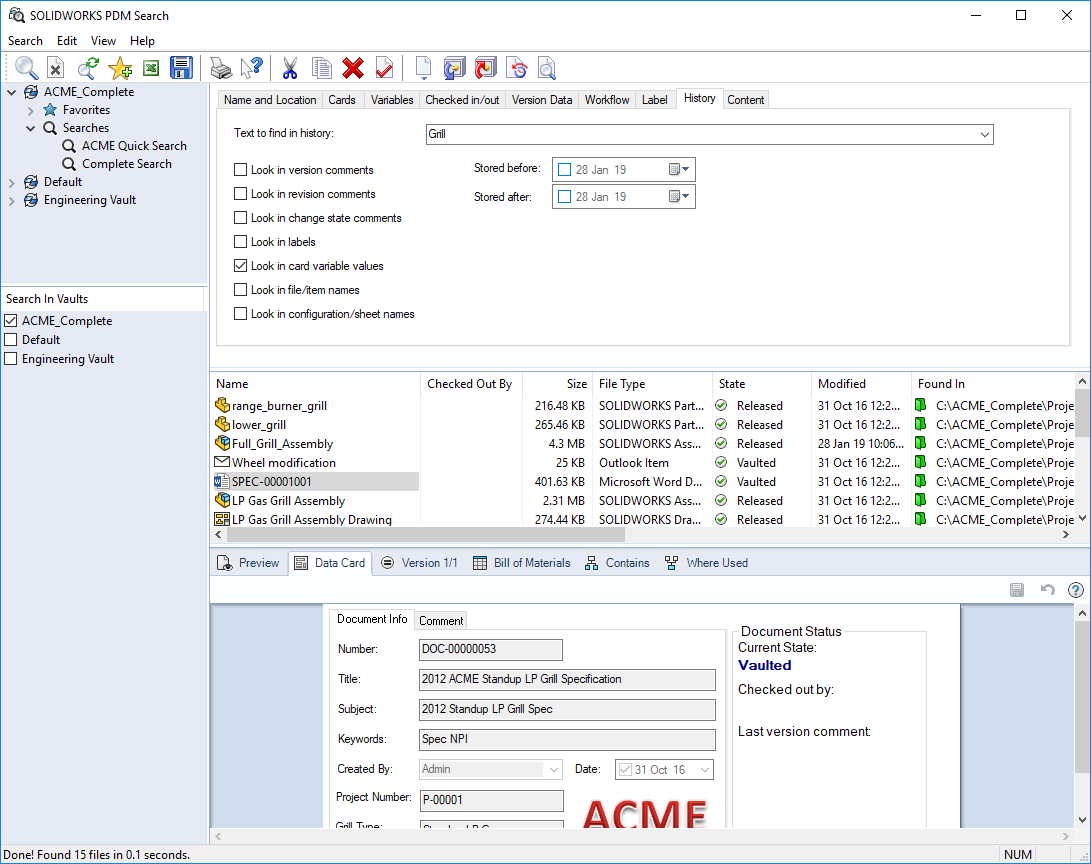 SOLIDWORKS PDM Search
Search Edit View Help
ACME_Complete
Favorites
Searches
ACME Quick Search
Complete Search
Default
Engineering Vault
Search In Vaults
ACME_Complete
Default
Engineering Vault
Name and Location Cards Variables Checked in/out Version Data Workflow Label History Content
Text to find in history: Grill
Look in version comments
Look in revision comments
Look in change state comments
Look in labels
Look in card variable values
Look in file/item names
Look in configuration/sheet names
Stored before: 28 Jan 19
Stored after: 28 Jan 19
Name Checked Out By Size File Type State Modified Found In
range_burner_grill 216.48 KB SOLIDWORKS Part... Released 31 Oct 16 12:2... C:\ACME_Complete\Proje
lower_grill 265.46 KB SOLIDWORKS Part... Released 31 Oct 16 12:2... C:\ACME_Complete\Proje
Full_Grill_Assembly 4.3 MB SOLIDWORKS Ass... Released 28 Jan 19 10:06... C:\ACME_Complete\Proje
Wheel modification 25 KB Outlook Item Vaulted 31 Oct 16 12:2... C:\ACME_Complete\Proje
SPEC-00001001 401.63 KB Microsoft Word D... Vaulted 31 Oct 16 12:2... C:\ACME_Complete\Proje
LP Gas Grill Assembly 2.31 MB SOLIDWORKS Ass... Released 31 Oct 16 12:2... C:\ACME_Complete\Proje
LP Gas Grill Assembly Drawing 274.44 KB SOLIDWORKS Dra... Released 31 Oct 16 12:2... C:\ACME_Complete\Proje
Preview Data Card Version 1/1 Bill of Materials Contains Where Used
Document Info Comment
Number: DOC-00000053
Title: 2012 ACME Standup LP Grill Specification
Subject: 2012 Standup LP Grill Spec
Keywords: Spec NPI
Created By: Admin Date: 31 Oct 16
Project Number: P-00001
Grill Type:
ACME
Document Status
Current State:
Vaulted
Checked out by:
Last version comment:
Done! Found 15 files in 0.1 seconds.
NUM